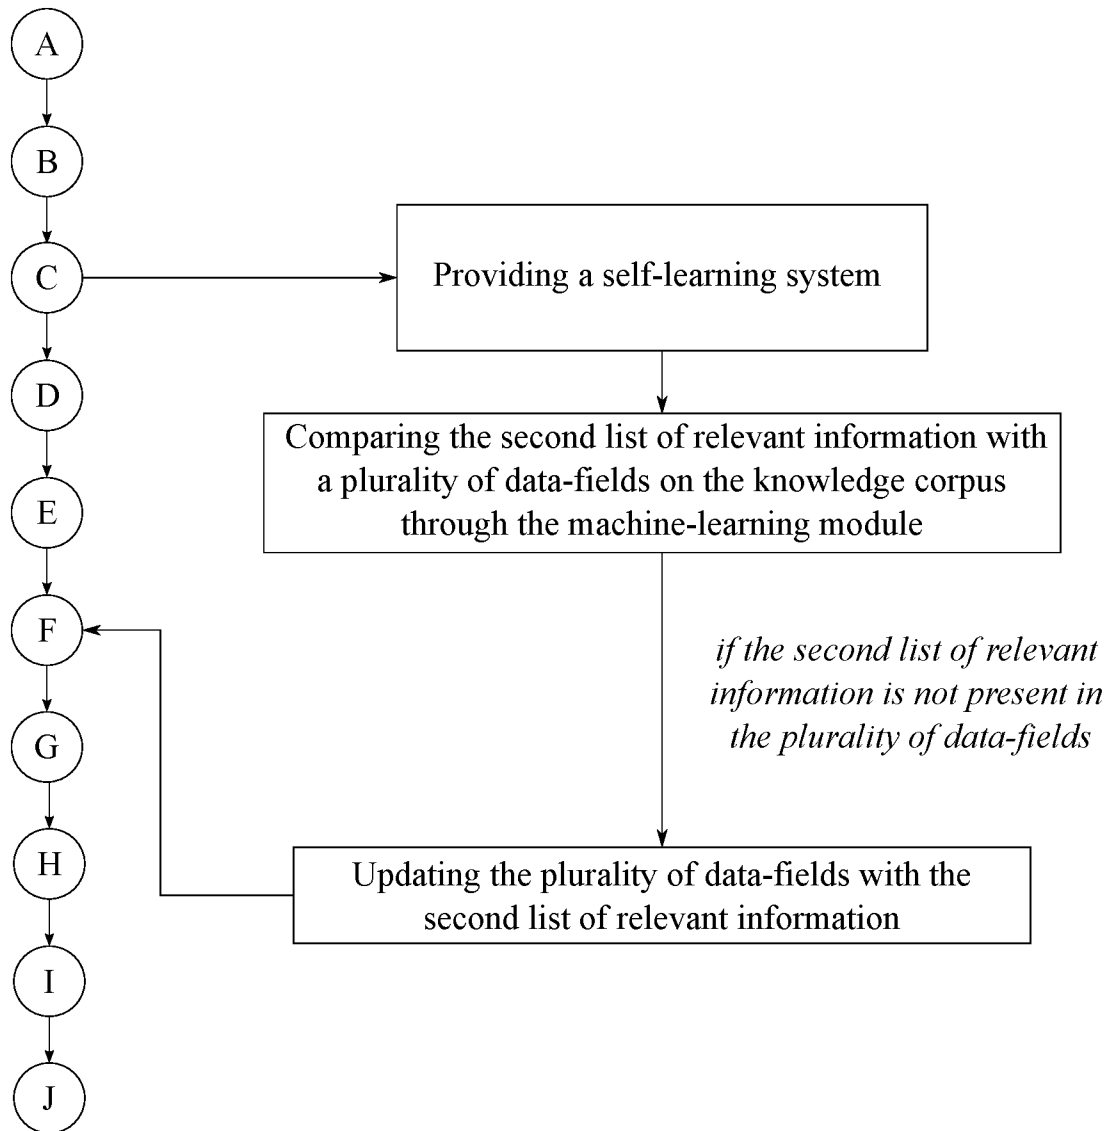 A
B
C
Providing a self-learning system
D
Comparing the second list of relevant information with
a plurality of data-fields on the knowledge corpus
through the machine-learning module
E
F
if the second list of relevant
information is not present in
the plurality of data-fields
G
H
Updating the plurality of data-fields with the
second list of relevant information
I
J